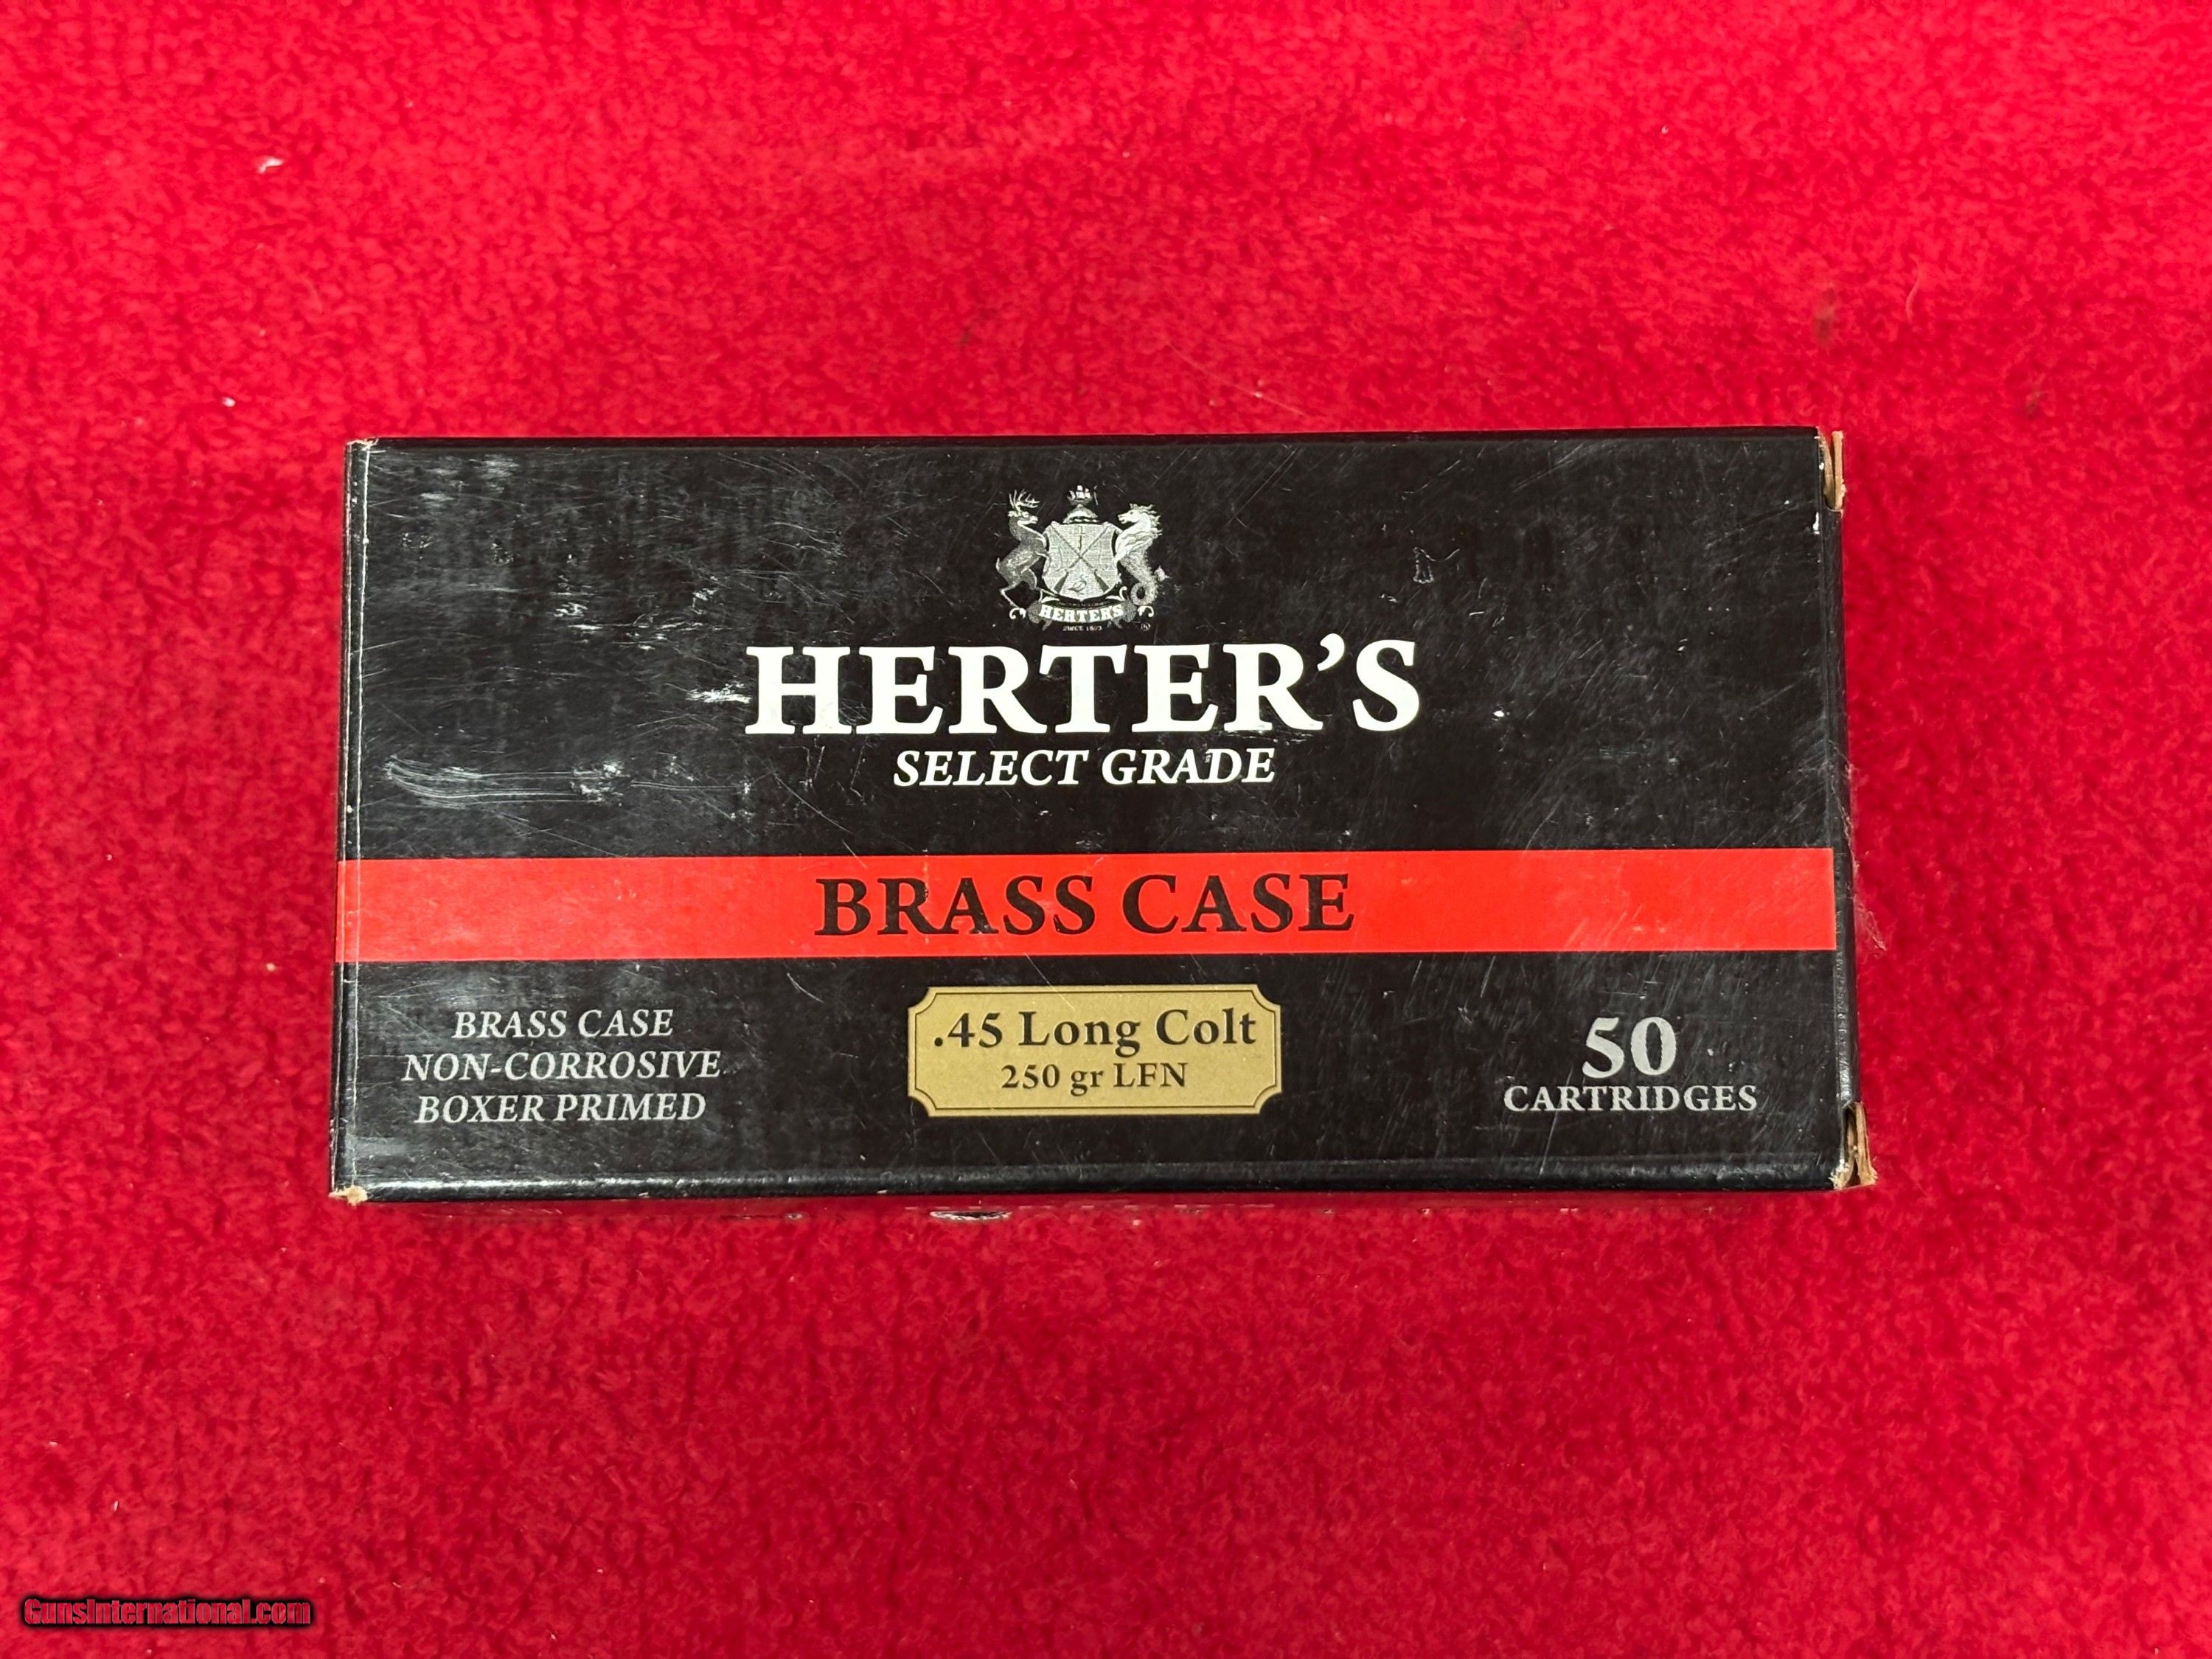 HERTER'S
HERTER'S
SELECT GRADE
BRASS CASE
BRASS CASE
NON-CORROSIVE
BOXER PRIMED
.45 Long Colt
250 gr LFN
50
CARTRIDGES
GunsInternational.com